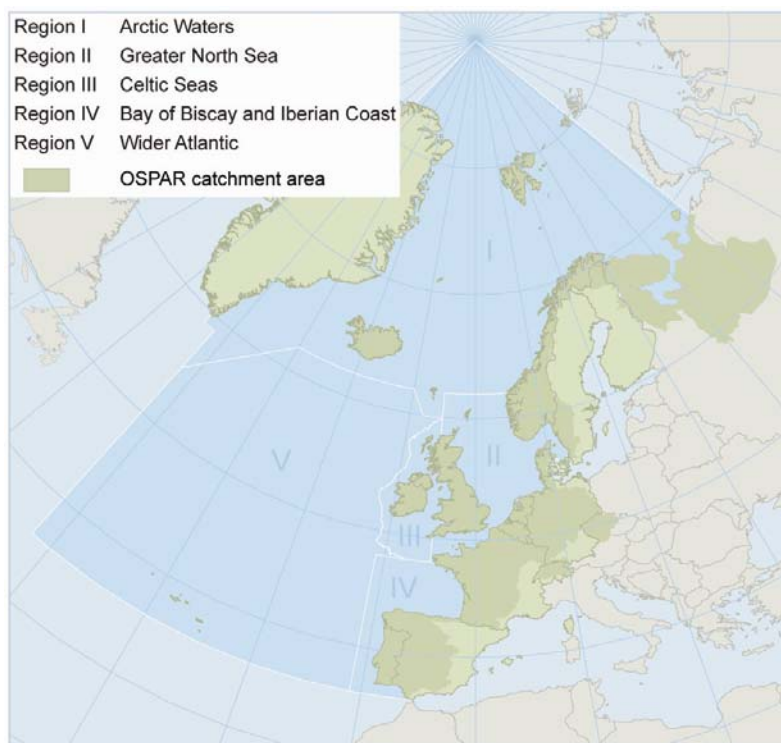 Region I Arctic Waters
Region II Greater North Sea
Region III Celtic Seas
Region IV Bay of Biscay and Iberian Coast
Region V Wider Atlantic
OSPAR catchment area
I
V
II
III
IV